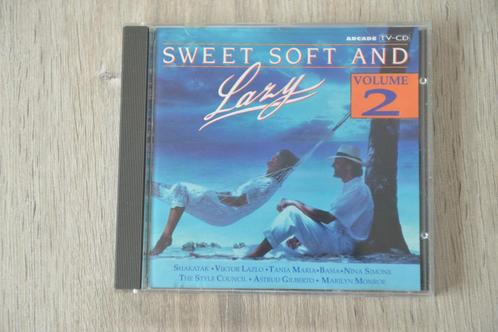 ARCADE TV-CD
SWEET SOFT AND
Lazy
VOLUME
2
SHAKATAK • VIKTOR LAZLO • TANIA MARIA • BASIA • NINA SIMONE
THE STYLE COUNCIL • ASTRUD GILBERTO • MARILYN MONROE